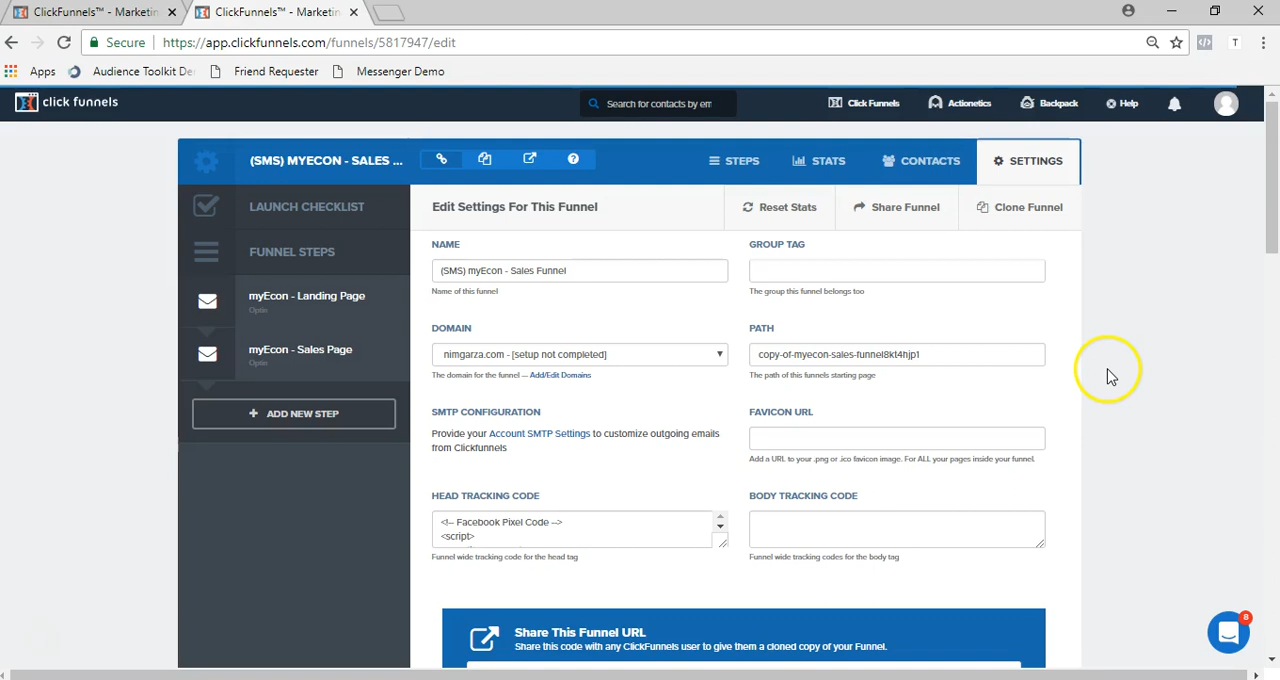 ClickFunnels™ - Marketin
ClickFunnels™ - Marketin
Secure
https://app.clickfunnels.com/funnels/5817947/edit
T
Apps
Audience Toolkit De
Friend Requester
Messenger Demo
click funnels
Search for contacts by em
Click Funnels
Actionetics
Backpack
Help
(SMS) MYECON - SALES ...
STEPS
STATS
CONTACTS
SETTINGS
LAUNCH CHECKLIST
FUNNEL STEPS
myEcon - Landing Page
Optin
myEcon - Sales Page
Optin
+ ADD NEW STEP
Edit Settings For This Funnel
Reset Stats
Share Funnel
Clone Funnel
NAME
(SMS) myEcon - Sales Funnel
Name of this funnel
GROUP TAG
The group this funnel belongs too
DOMAIN
nimgarza.com - [setup not completed]
The domain for the funnel — Add/Edit Domains
PATH
copy-of-myecon-sales-funnel8kt4hjp1
The path of this funnels starting page
SMTP CONFIGURATION
Provide your Account SMTP Settings to customize outgoing emails
from Clickfunnels
FAVICON URL
Add a URL to your .png or .ico favicon image. For ALL your pages inside your funnel.
HEAD TRACKING CODE
<!-- Facebook Pixel Code -->
<script>
Funnel wide tracking code for the head tag
BODY TRACKING CODE
Funnel wide tracking codes for the body tag
Share This Funnel URL
Share this code with any ClickFunnels user to give them a cloned copy of your Funnel.
8